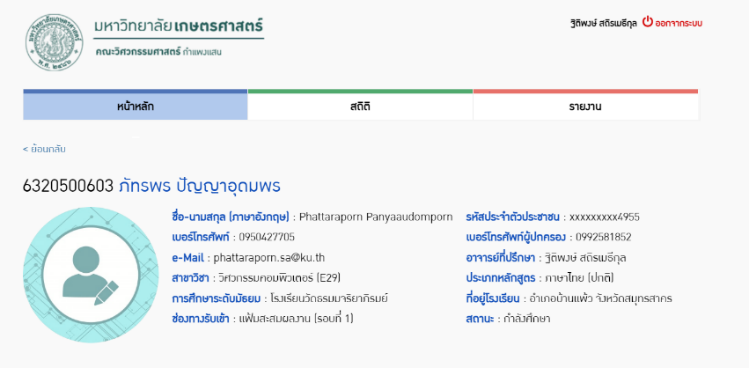 มหาวิทยาลัยเกษตรศาสตร์
คณะวิศวกรรมศาสตร์ กำแพงแสน
ฐิติพงษ์ สถิรเมธีกุล ออกจากระบบ
หน้าหลัก สถิติ รายงาน
< ย้อนกลับ
6320500603 ภัทรพร ปัญญาอุดมพร
ชื่อ-นามสกุล (ภาษาอังกฤษ) : Phattaraporn Panyaaudomporn รหัสประจำตัวประชาชน : xxxxxxxxx4955
เบอร์โทรศัพท์ : 0950427705 เบอร์โทรศัพท์ผู้ปกครอง : 0992581852
e-Mail : phattaraporn.sa@ku.th อาจารย์ที่ปรึกษา : ฐิติพงษ์ สถิรเมธีกุล
สาขาวิชา : วิศวกรรมคอมพิวเตอร์ (E29) ประเภทหลักสูตร : ภาษาไทย (ปกติ)
การศึกษาระดับมัธยม : โรงเรียนวัดธรรมจาริยาภิรมย์ ที่อยู่โรงเรียน : อำเภอบ้านแพ้ว จังหวัดสมุทรสาคร
ช่องทางรับเข้า : แฟ้มสะสมผลงาน (รอบที่ 1) สถานะ : กำลังศึกษา